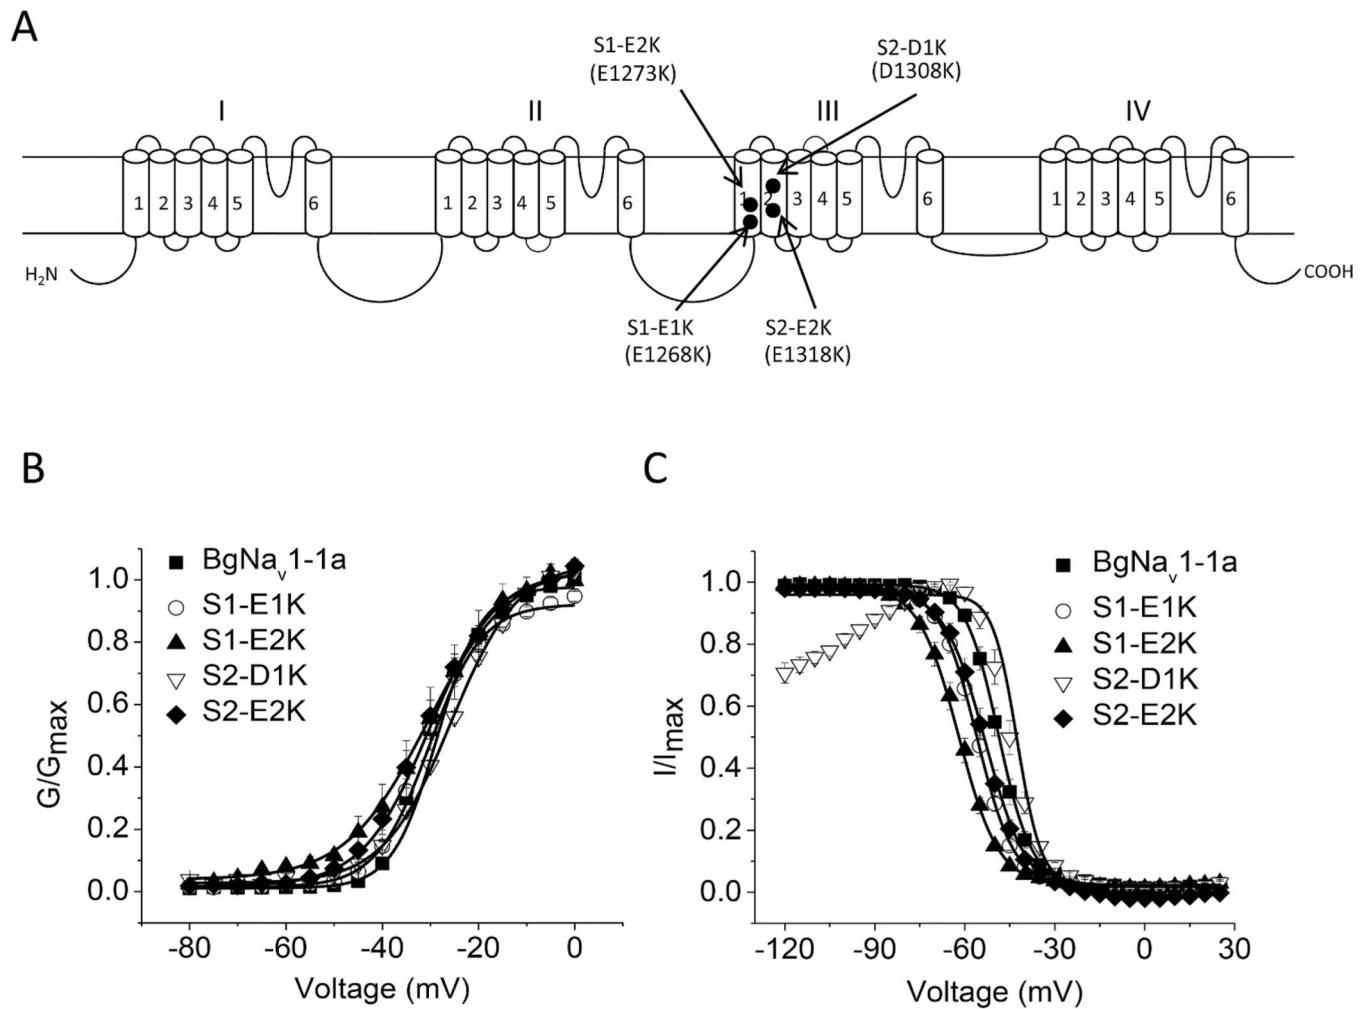 A
S1-E2K
(E1273K)
S2-D1K
(D1308K)
I
II
III
IV
1 2 3 4 5 6
1 2 3 4 5 6
1 2 3 4 5 6
1 2 3 4 5 6
H2N
COOH
S1-E1K
(E1268K)
S2-E2K
(E1318K)
B
BgNav1-1a
S1-E1K
S1-E2K
S2-D1K
S2-E2K
G/Gmax
1.0
0.8
0.6
0.4
0.2
0.0
-80 -60 -40 -20 0
Voltage (mV)
C
BgNav1-1a
S1-E1K
S1-E2K
S2-D1K
S2-E2K
I/Imax
1.0
0.8
0.6
0.4
0.2
0.0
-120 -90 -60 -30 0 30
Voltage (mV)